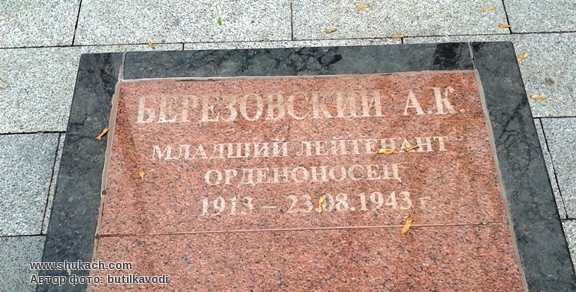 БЕРЕЗОВСКИЙ А.К.
МЛАДШИЙ ЛЕЙТЕНАНТ
ОРДЕНОНОСЕЦ
1913 – 23.08.1943 г.
www.shukach.com
Автор фото: butilkavodi